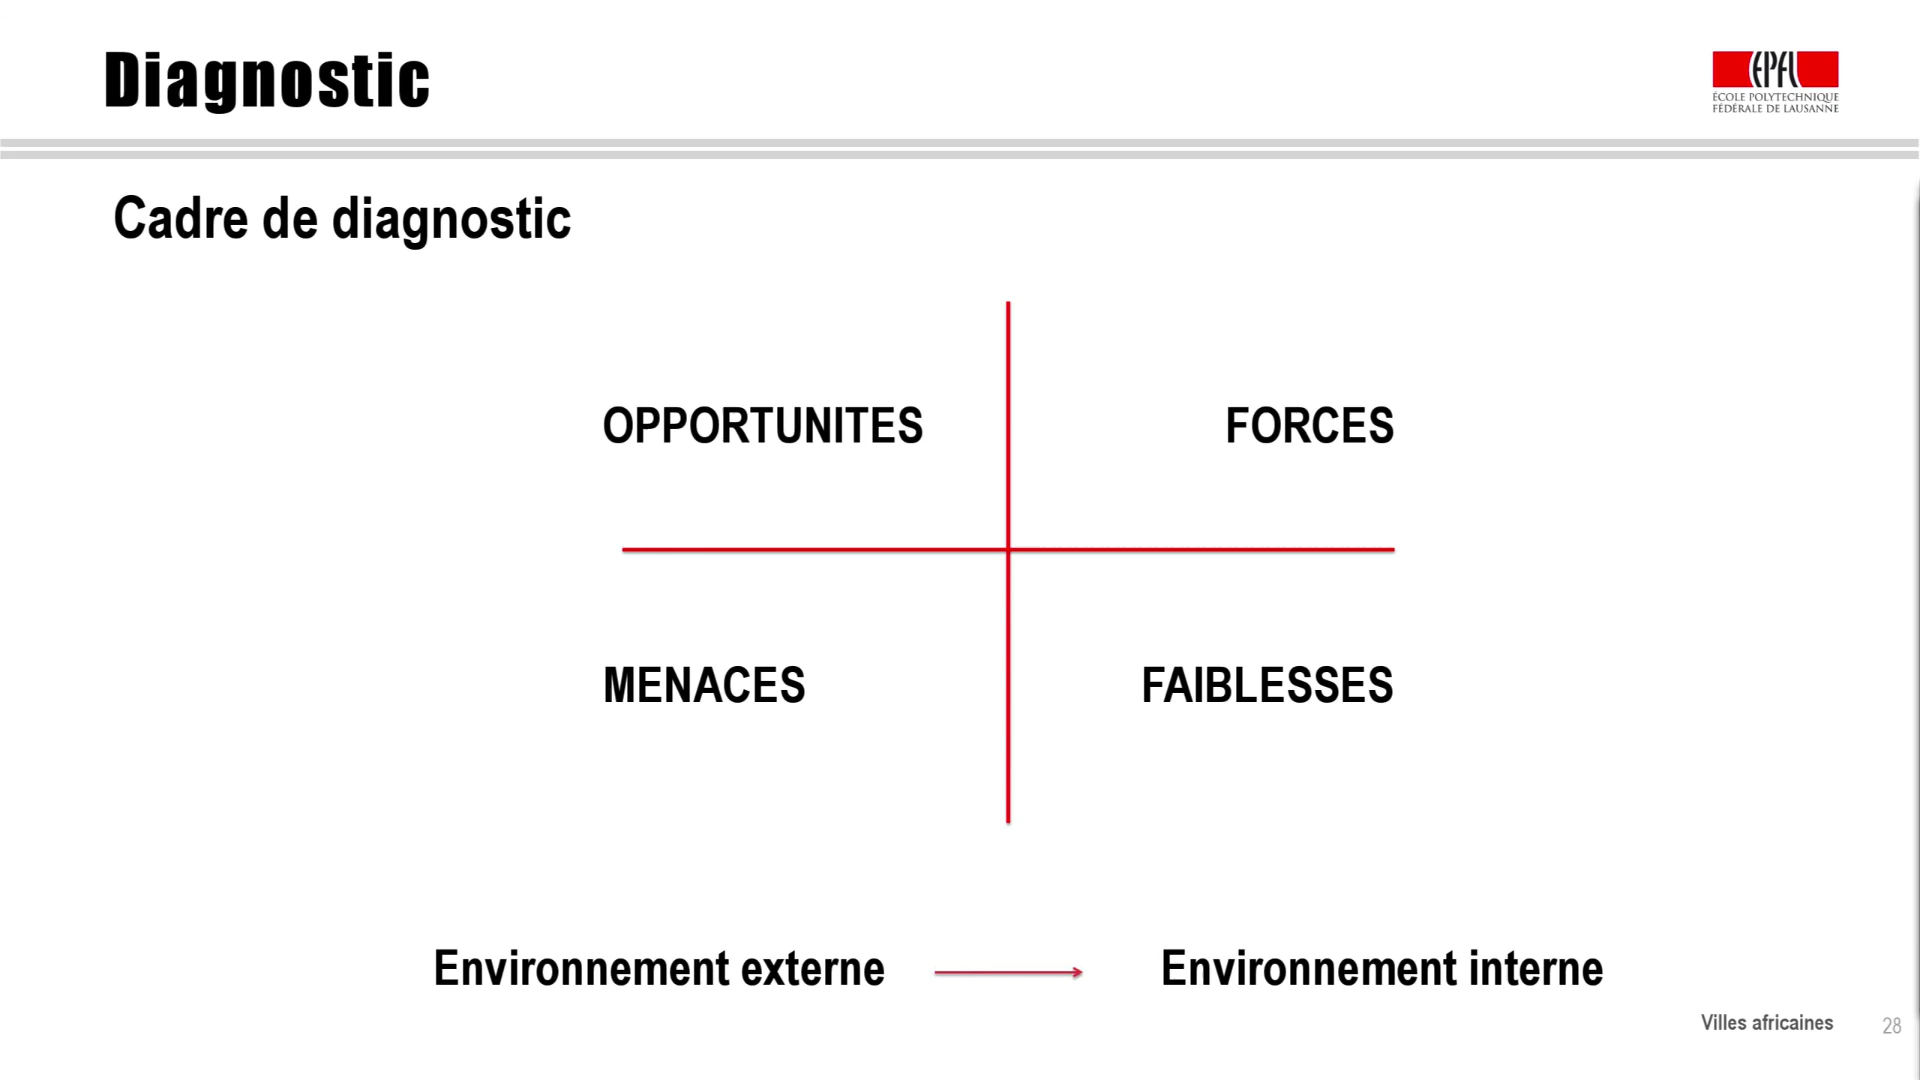 Diagnostic
EPFL
ÉCOLE POLYTECHNIQUE
FÉDÉRALE DE LAUSANNE
Cadre de diagnostic
OPPORTUNITES
FORCES
MENACES
FAIBLESSES
Environnement externe
Environnement interne
Villes africaines
28